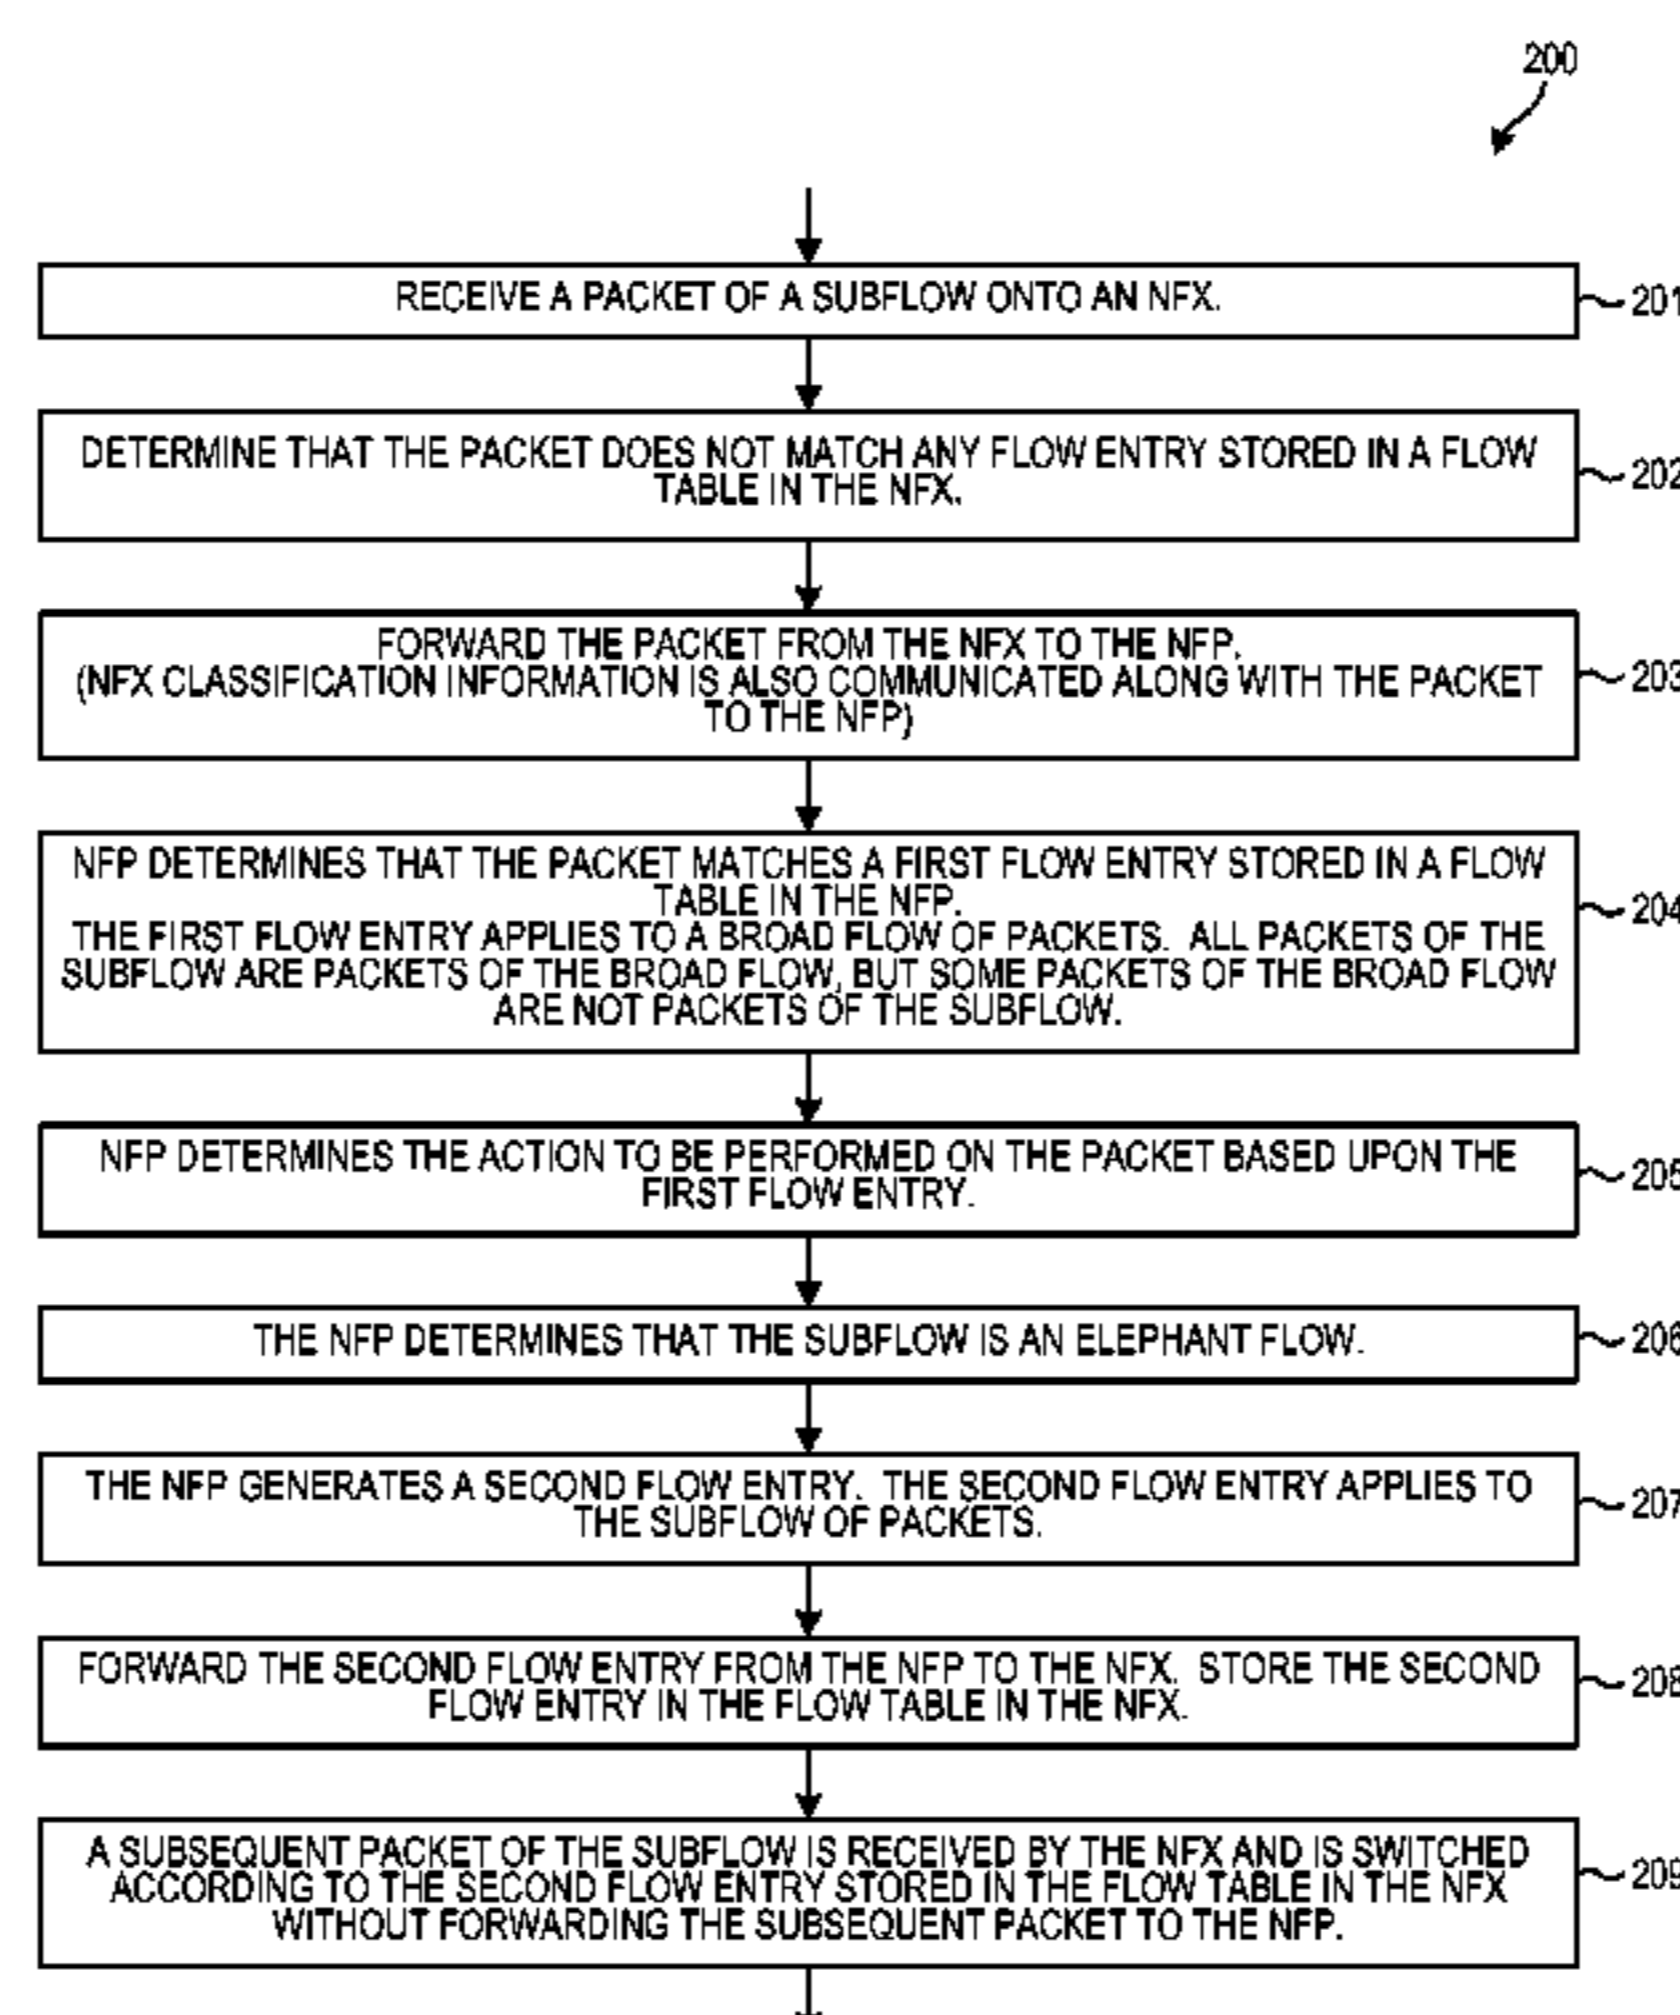 200
RECEIVE A PACKET OF A SUBFLOW ONTO AN NFX.
201
DETERMINE THAT THE PACKET DOES NOT MATCH ANY FLOW ENTRY STORED IN A FLOW
TABLE IN THE NFX.
202
FORWARD THE PACKET FROM THE NFX TO THE NFP.
(NFX CLASSIFICATION INFORMATION IS ALSO COMMUNICATED ALONG WITH THE PACKET
TO THE NFP)
203
NFP DETERMINES THAT THE PACKET MATCHES A FIRST FLOW ENTRY STORED IN A FLOW
TABLE IN THE NFP.
THE FIRST FLOW ENTRY APPLIES TO A BROAD FLOW OF PACKETS. ALL PACKETS OF THE
SUBFLOW ARE PACKETS OF THE BROAD FLOW, BUT SOME PACKETS OF THE BROAD FLOW
ARE NOT PACKETS OF THE SUBFLOW.
204
NFP DETERMINES THE ACTION TO BE PERFORMED ON THE PACKET BASED UPON THE
FIRST FLOW ENTRY.
205
THE NFP DETERMINES THAT THE SUBFLOW IS AN ELEPHANT FLOW.
206
THE NFP GENERATES A SECOND FLOW ENTRY. THE SECOND FLOW ENTRY APPLIES TO
THE SUBFLOW OF PACKETS.
207
FORWARD THE SECOND FLOW ENTRY FROM THE NFP TO THE NFX. STORE THE SECOND
FLOW ENTRY IN THE FLOW TABLE IN THE NFX.
208
A SUBSEQUENT PACKET OF THE SUBFLOW IS RECEIVED BY THE NFX AND IS SWITCHED
ACCORDING TO THE SECOND FLOW ENTRY STORED IN THE FLOW TABLE IN THE NFX
WITHOUT FORWARDING THE SUBSEQUENT PACKET TO THE NFP.
209